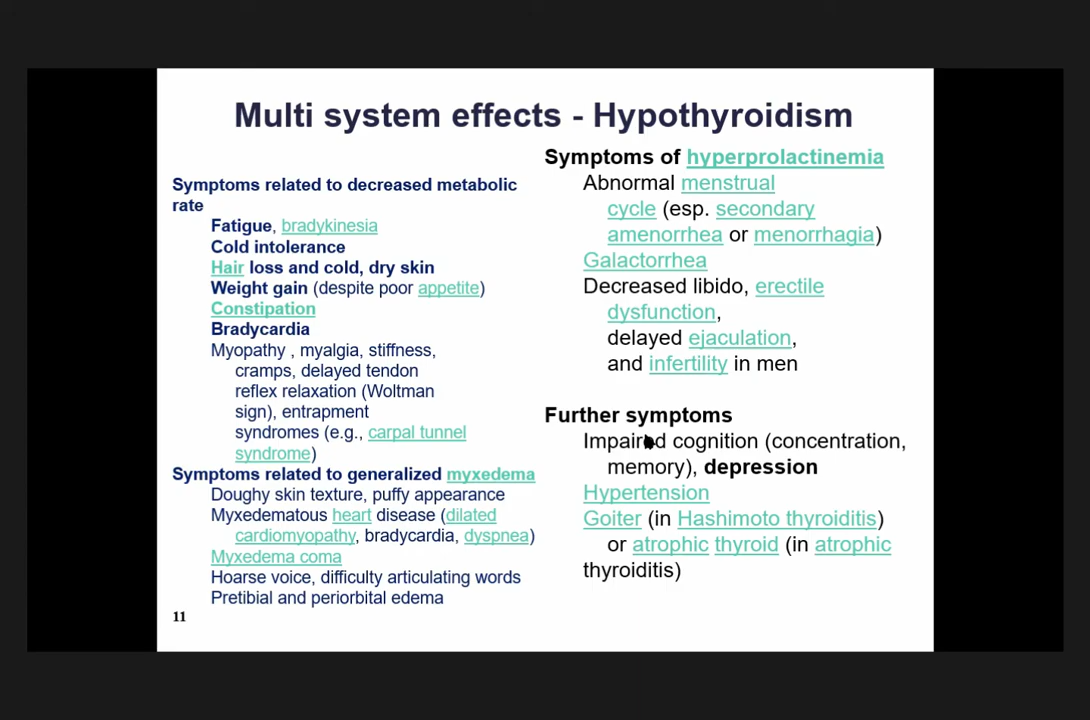 Multi system effects - Hypothyroidism
Symptoms related to decreased metabolic
rate
Fatigue, bradykinesia
Cold intolerance
Hair loss and cold, dry skin
Weight gain (despite poor appetite)
Constipation
Bradycardia
Myopathy , myalgia, stiffness,
cramps, delayed tendon
reflex relaxation (Woltman
sign), entrapment
syndromes (e.g., carpal tunnel
syndrome)
Symptoms related to generalized myxedema
Doughy skin texture, puffy appearance
Myxedematous heart disease (dilated
cardiomyopathy, bradycardia, dyspnea)
Myxedema coma
Hoarse voice, difficulty articulating words
Pretibial and periorbital edema
11
Symptoms of hyperprolactinemia
Abnormal menstrual
cycle (esp. secondary
amenorrhea or menorrhagia)
Galactorrhea
Decreased libido, erectile
dysfunction,
delayed ejaculation,
and infertility in men
Further symptoms
Impaired cognition (concentration,
memory), depression
Hypertension
Goiter (in Hashimoto thyroiditis)
or atrophic thyroid (in atrophic
thyroiditis)